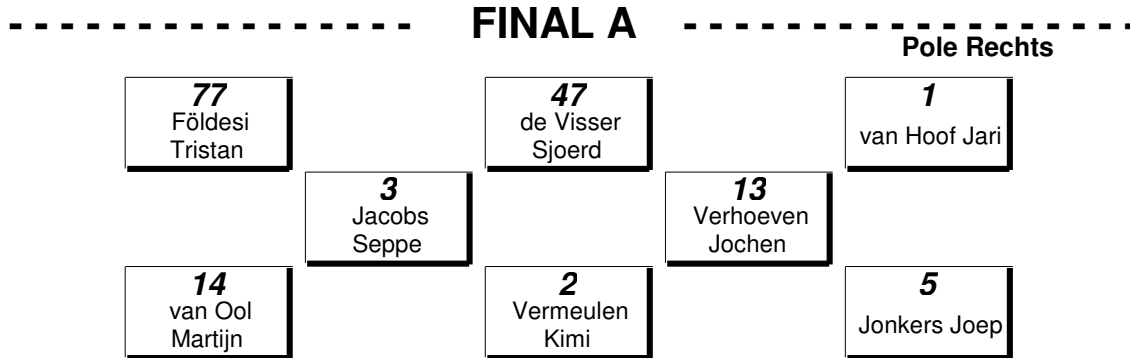 FINAL A
Pole Rechts
77
Földesi
Tristan
47
de Visser
Sjoerd
1
van Hoof Jari
3
Jacobs
Seppe
13
Verhoeven
Jochen
14
van Ool
Martijn
2
Vermeulen
Kimi
5
Jonkers Joep